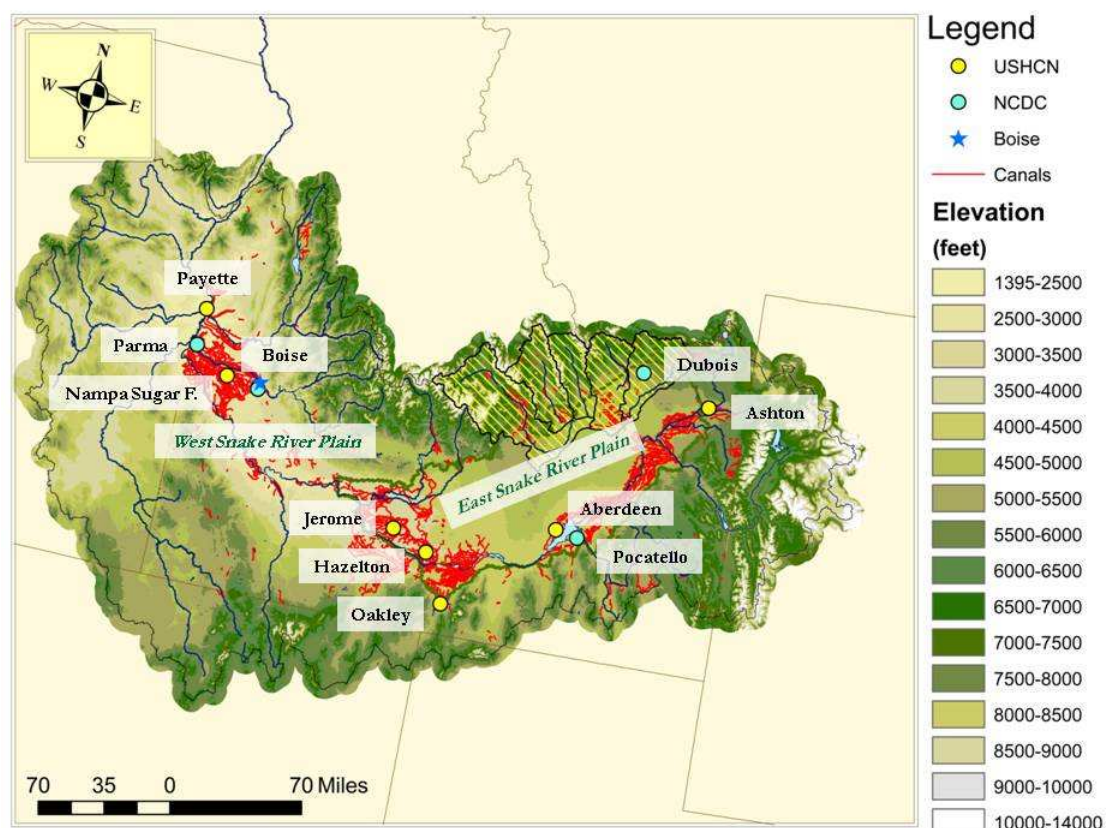 N
W
E
S
Payette
Parma
Boise
Nampa Sugar F.
West Snake River Plain
Dubois
Ashton
East Snake River Plain
Jerome
Aberdeen
Hazelton
Pocatello
Oakley
70 35 0 70 Miles
Legend
USHCN
NCDC
Boise
Canals
Elevation
(feet)
1395-2500
2500-3000
3000-3500
3500-4000
4000-4500
4500-5000
5000-5500
5500-6000
6000-6500
6500-7000
7000-7500
7500-8000
8000-8500
8500-9000
9000-10000
10000-14000